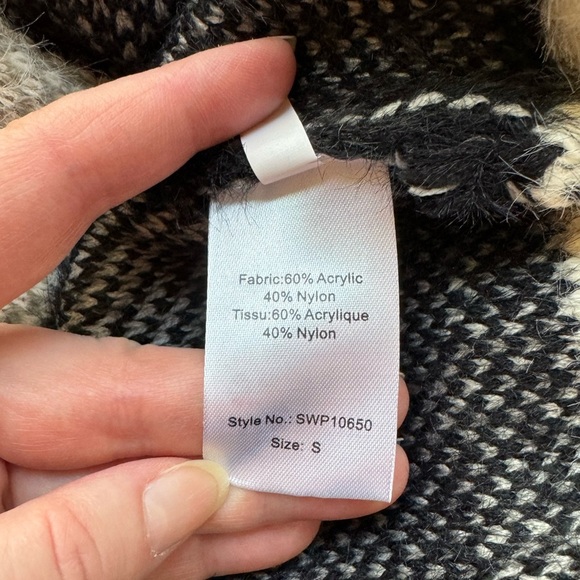 Fabric:60% Acrylic
40% Nylon
Tissu:60% Acrylique
40% Nylon
Style No.: SWP10650
Size: S